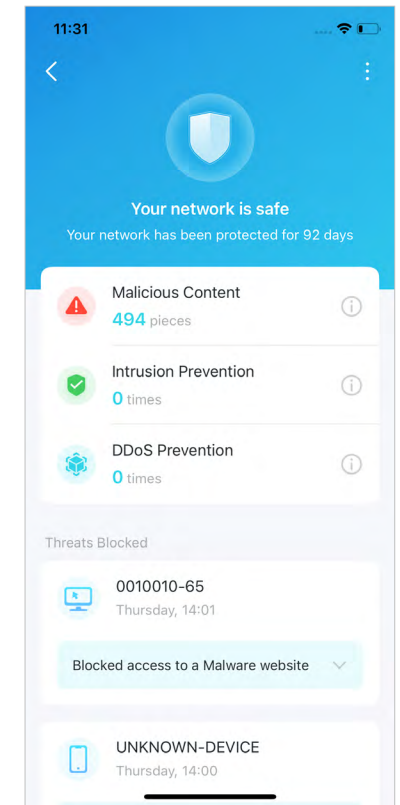 11:31
Your network is safe
Your network has been protected for 92 days
Malicious Content
494 pieces
Intrusion Prevention
0 times
DDoS Prevention
0 times
Threats Blocked
0010010-65
Thursday, 14:01
Blocked access to a Malware website
UNKNOWN-DEVICE
Thursday, 14:00